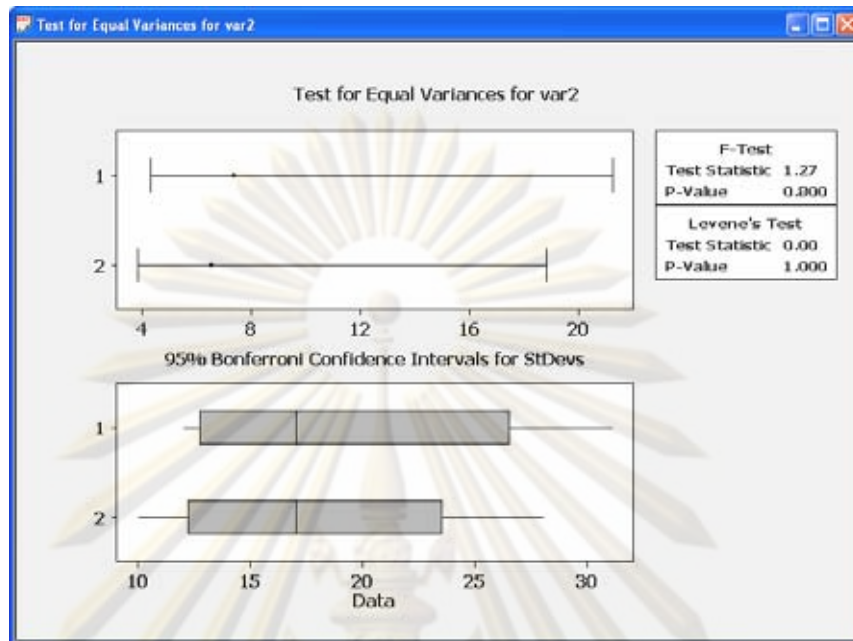 Test for Equal Variances for var2
Test for Equal Variances for var2
1
2
4 8 12 16 20
95% Bonferroni Confidence Intervals for StDevs
F-Test
Test Statistic 1.27
P-Value 0.800
Levene's Test
Test Statistic 0.00
P-Value 1.000
1
2
10 15 20 25 30
Data